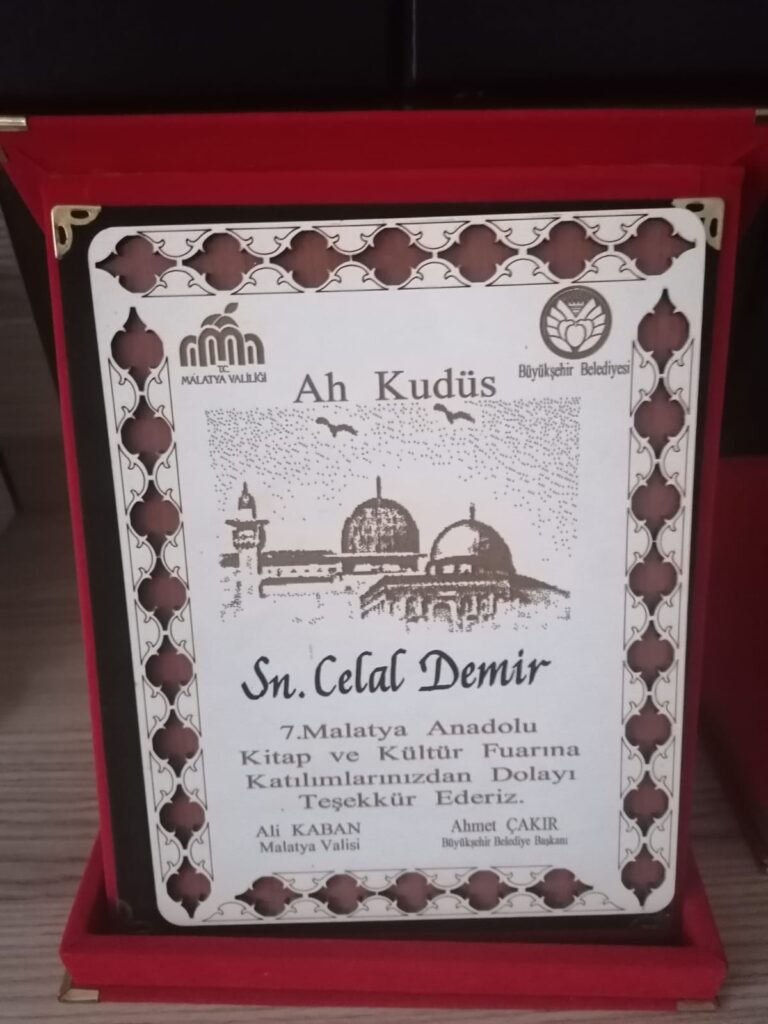 T.C.
MALATYA VALİLİĞİ
Büyükşehir Belediyesi
Ah Kudüs
Sn. Celal Demir
7.Malatya Anadolu
Kitap ve Kültür Fuarına
Katılımlarınızdan Dolayı
Teşekkür Ederiz.
Ali KABAN
Malatya Valisi
Ahmet ÇAKIR
Büyükşehir Belediye Başkanı